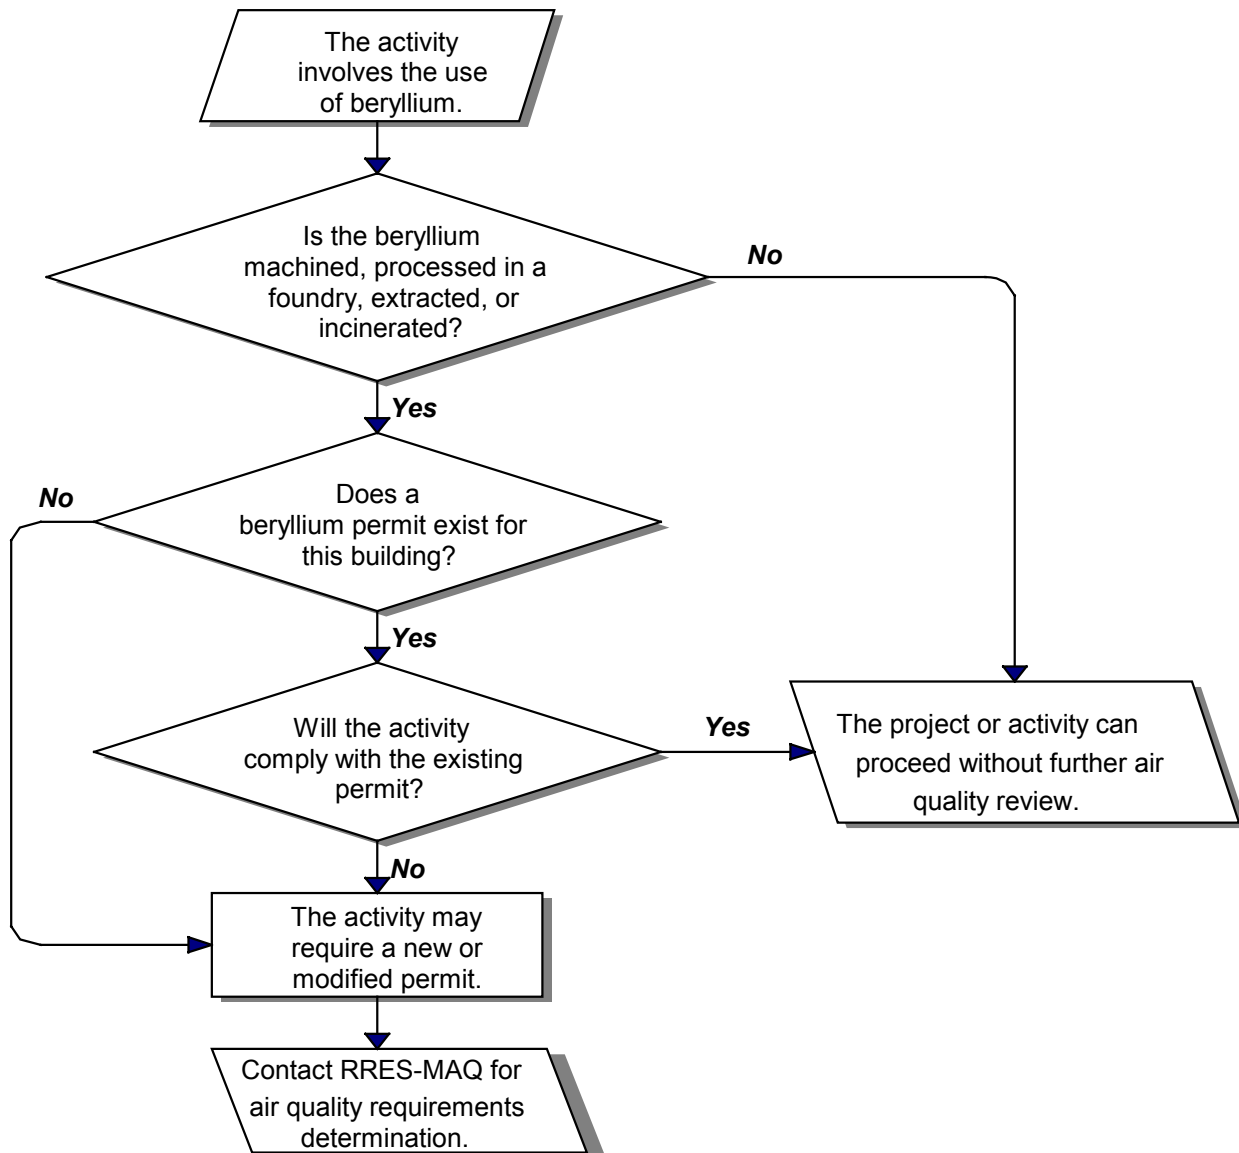 The activity
involves the use
of beryllium.
Is the beryllium
machined, processed in a
foundry, extracted, or
incinerated?
No
Yes
No
Does a
beryllium permit exist for
this building?
Yes
Will the activity
comply with the existing
permit?
Yes
The project or activity can
proceed without further air
quality review.
No
The activity may
require a new or
modified permit.
Contact RRES-MAQ for
air quality requirements
determination.